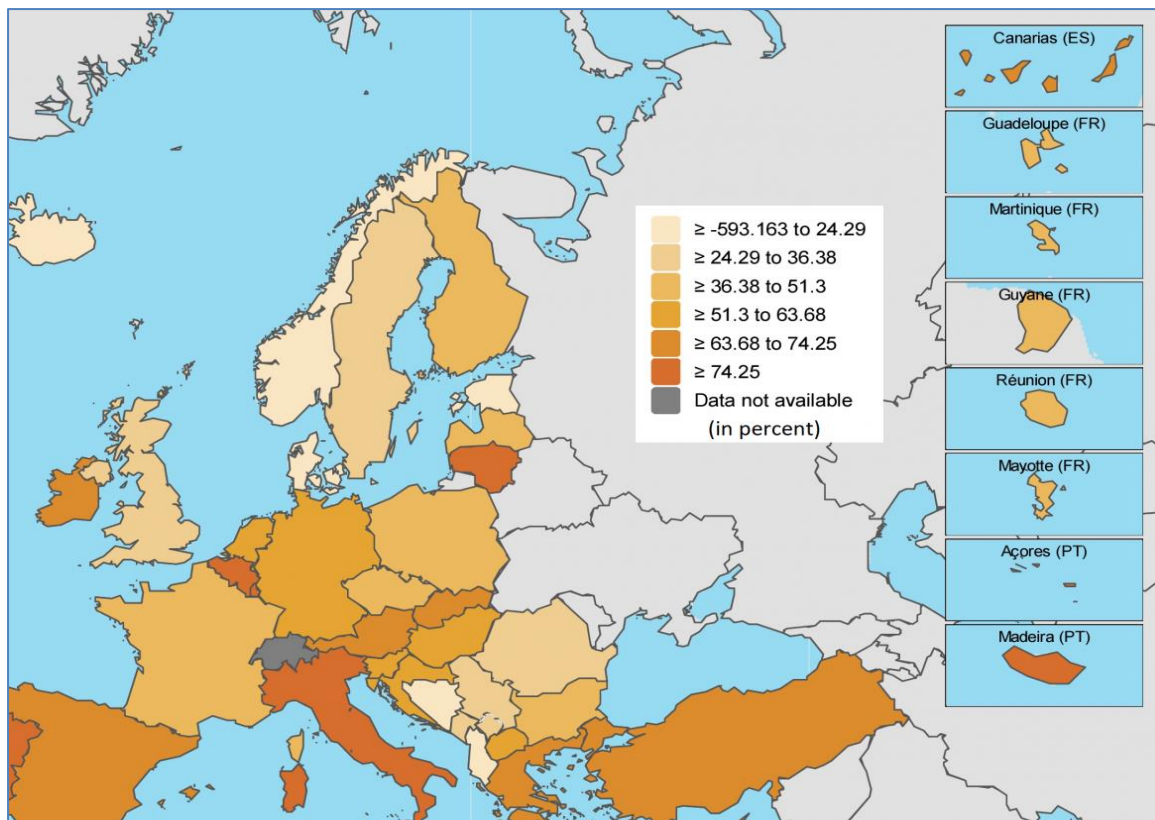 Canarias (ES)
Guadeloupe (FR)
Martinique (FR)
Guyane (FR)
Réunion (FR)
Mayotte (FR)
Açores (PT)
Madeira (PT)
≥ -593.163 to 24.29
≥ 24.29 to 36.38
≥ 36.38 to 51.3
≥ 51.3 to 63.68
≥ 63.68 to 74.25
≥ 74.25
Data not available
(in percent)